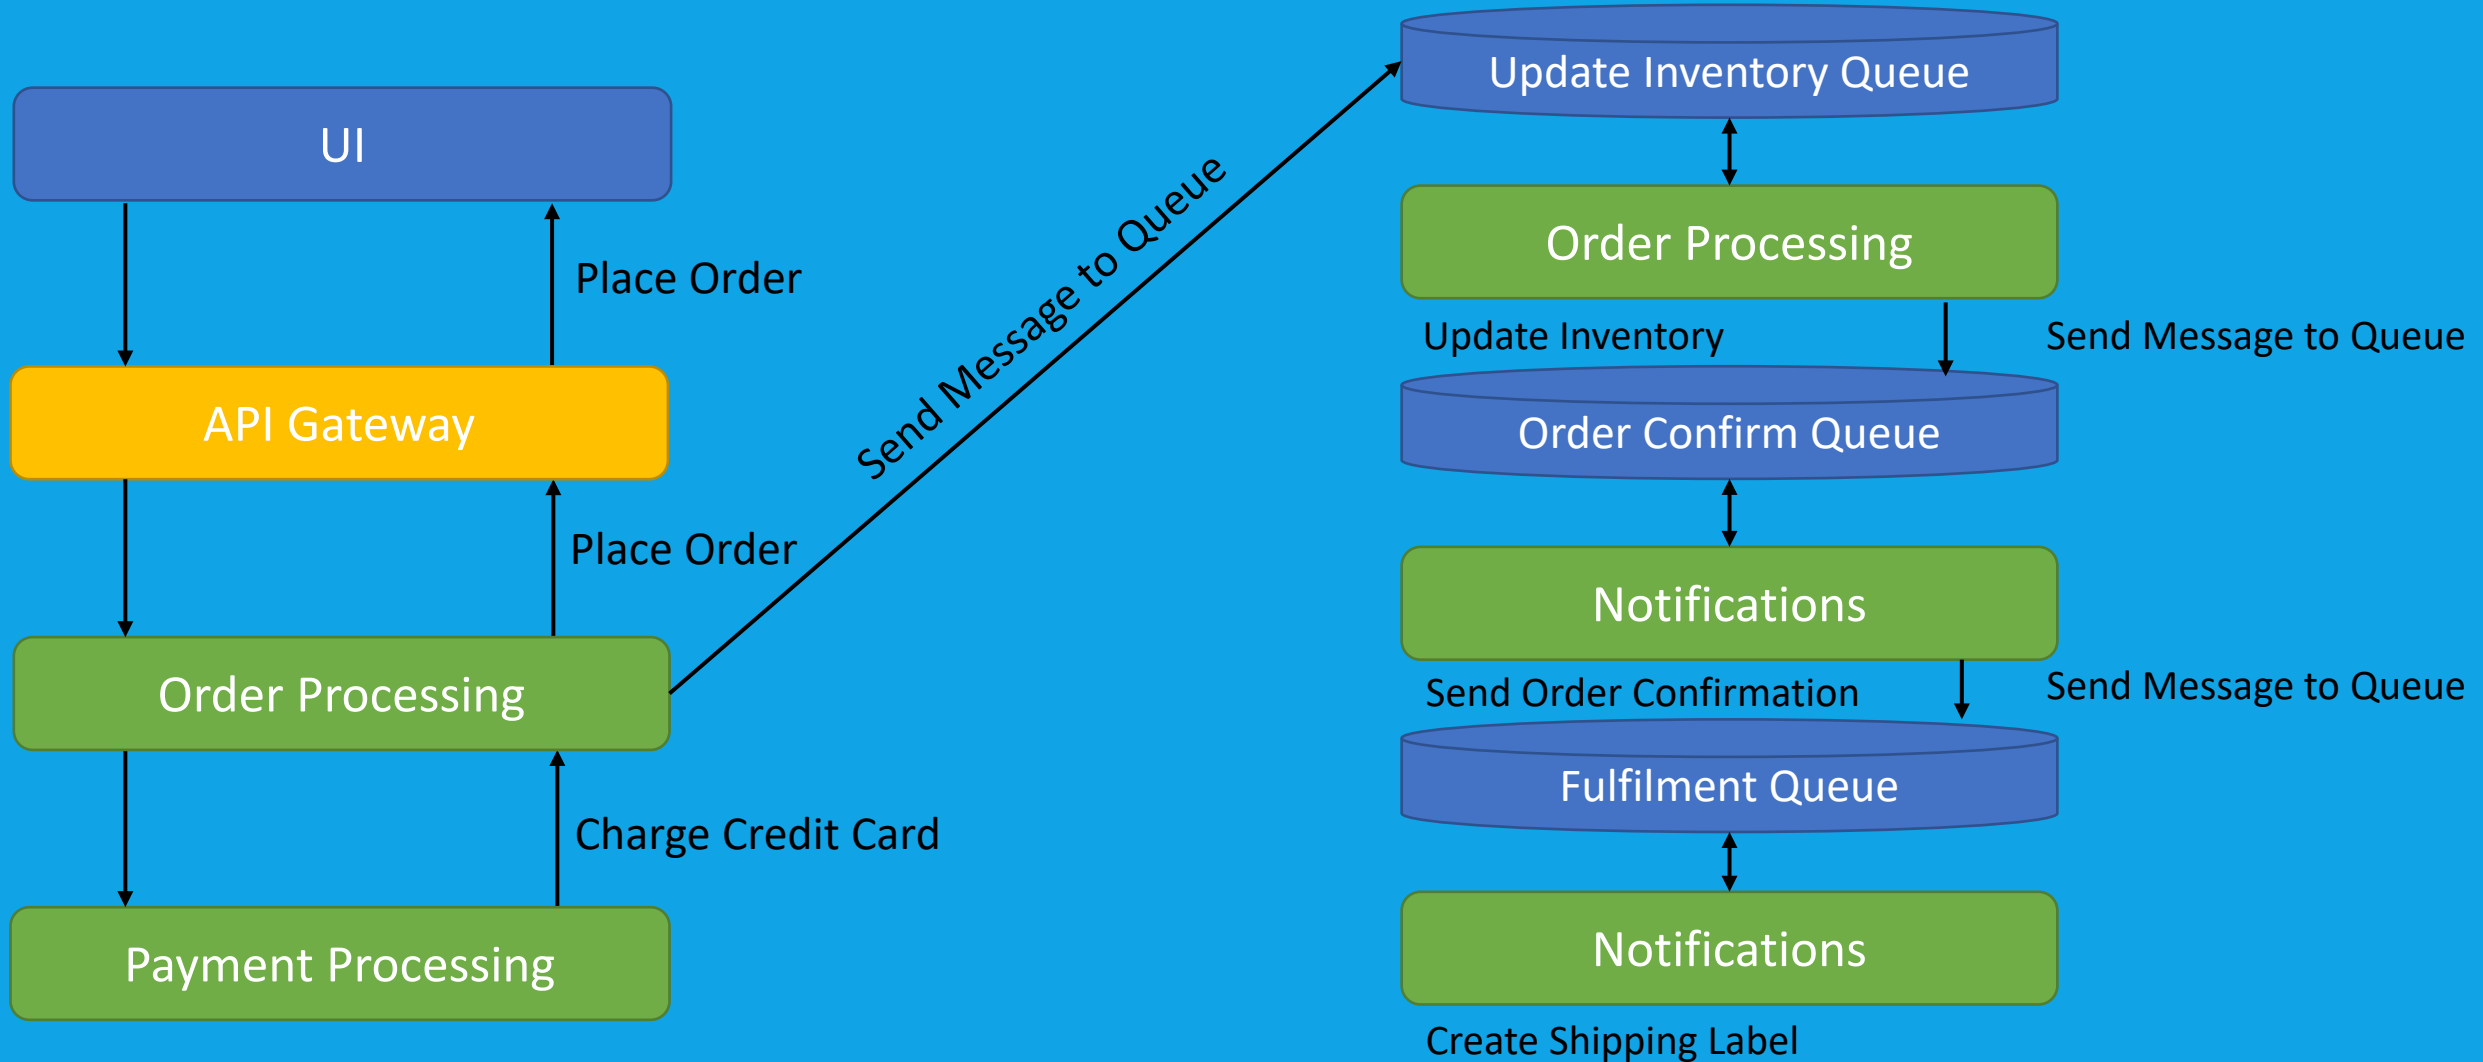 UI
Place Order
API Gateway
Place Order
Order Processing
Charge Credit Card
Payment Processing
Send Message to Queue
Update Inventory Queue
Order Processing
Update Inventory
Send Message to Queue
Order Confirm Queue
Notifications
Send Order Confirmation
Send Message to Queue
Fulfilment Queue
Notifications
Create Shipping Label